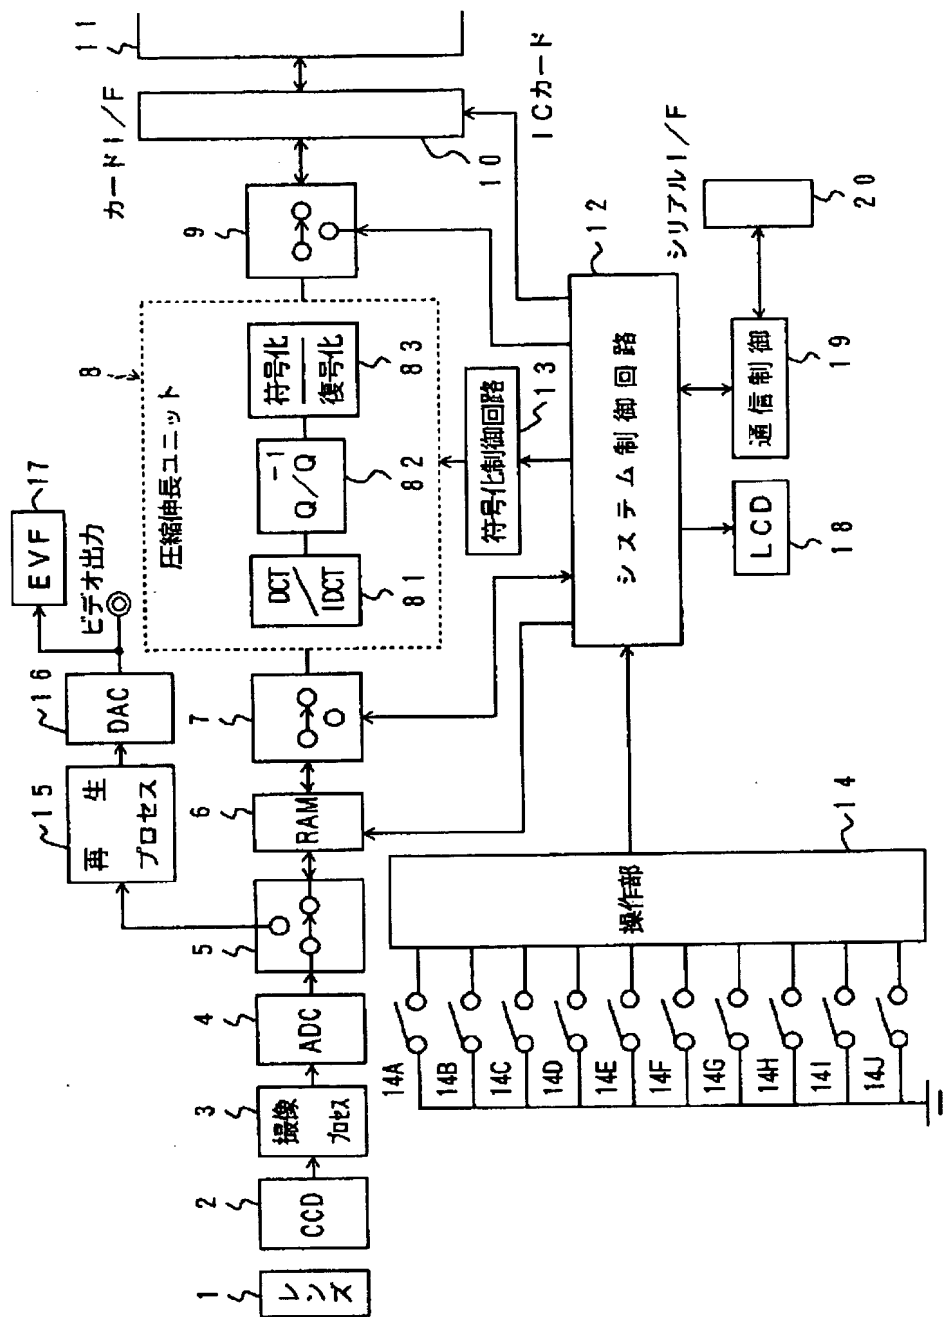 1
レンズ
2
CCD
3
撮像
プロセス
4
ADC
5
6
RAM
7
8
圧縮伸長ユニット
DCT
IDCT
81
Q/Q⁻¹
82
符号化
復号化
83
9
カードI/F
10
11
ICカード
15
再生
プロセス
16
DAC
EVF
17
ビデオ出力
符号化制御回路
13
システム制御回路
12
LCD
18
通信制御
19
シリアルI/F
20
操作部
14
14A
14B
14C
14D
14E
14F
14G
14H
14I
14J